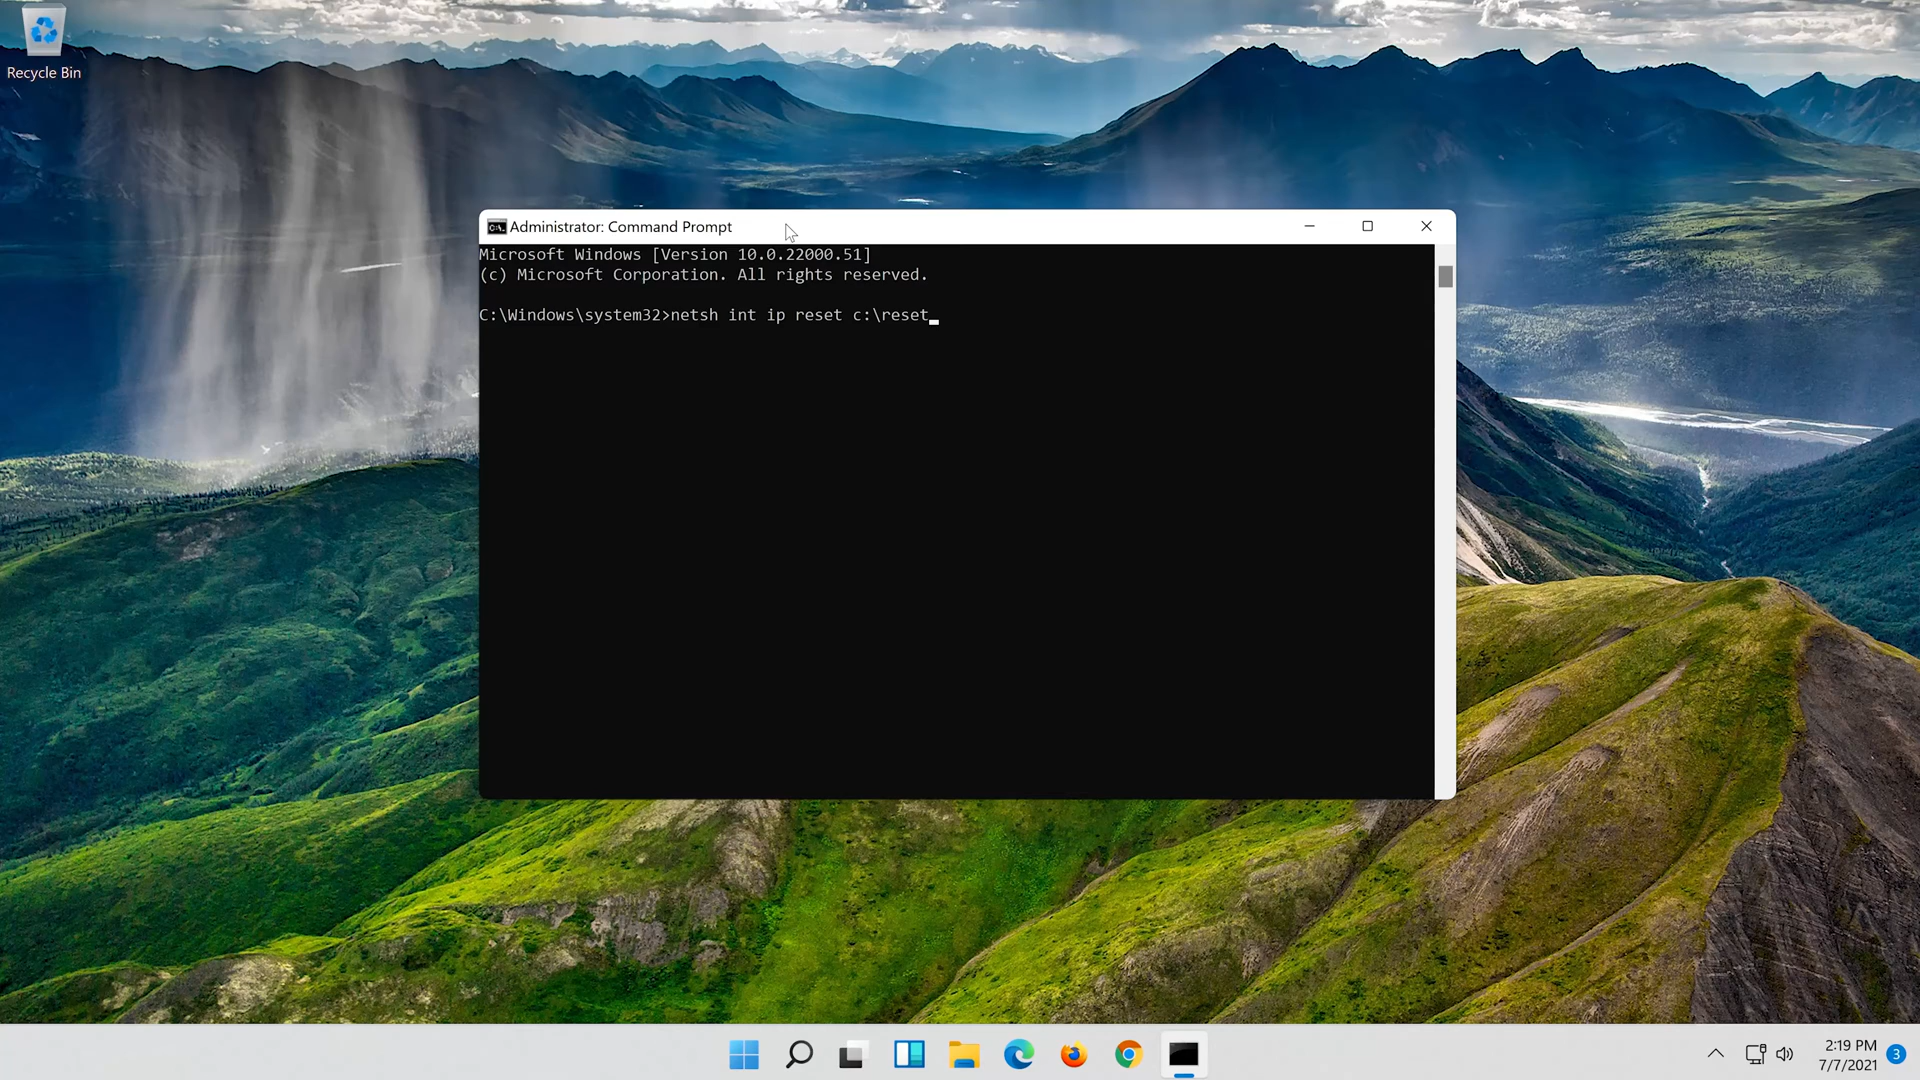 Recycle Bin
Administrator: Command Prompt
Microsoft Windows [Version 10.0.22000.51]
(c) Microsoft Corporation. All rights reserved.
C:\Windows\system32>netsh int ip reset c:\reset
2:19 PM
7/7/2021
3